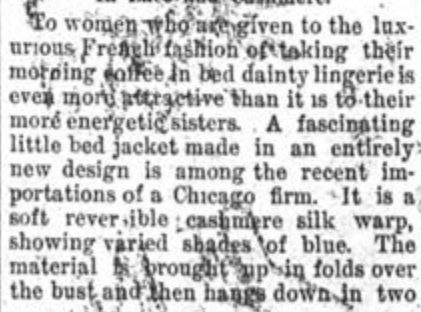 cashmere.
To women who are given to the lux-
urious French fashion of taking their
morning coffee in bed dainty lingerie is
even more attractive than it is to their
more energetic sisters. A fascinating
little bed jacket made in an entirely
new design is among the recent im-
portations of a Chicago firm. It is a
soft reversible cashmere silk warp,
showing varied shades of blue. The
material is brought up in folds over
the bust and then hangs down in two